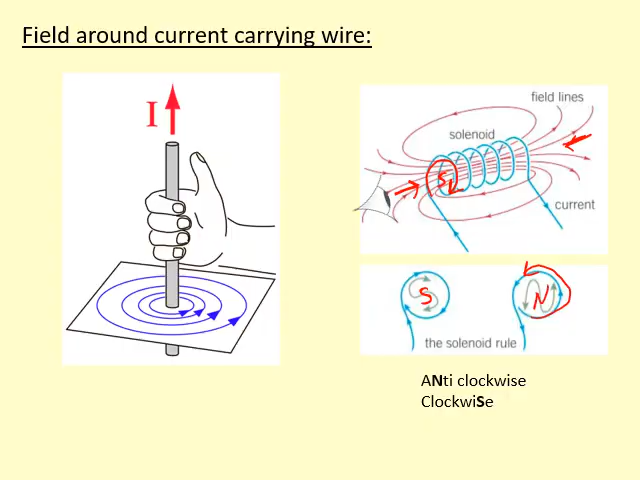 Field around current carrying wire:
I
field lines
solenoid
S
current
S
N
the solenoid rule
ANti clockwise
ClockwiSe